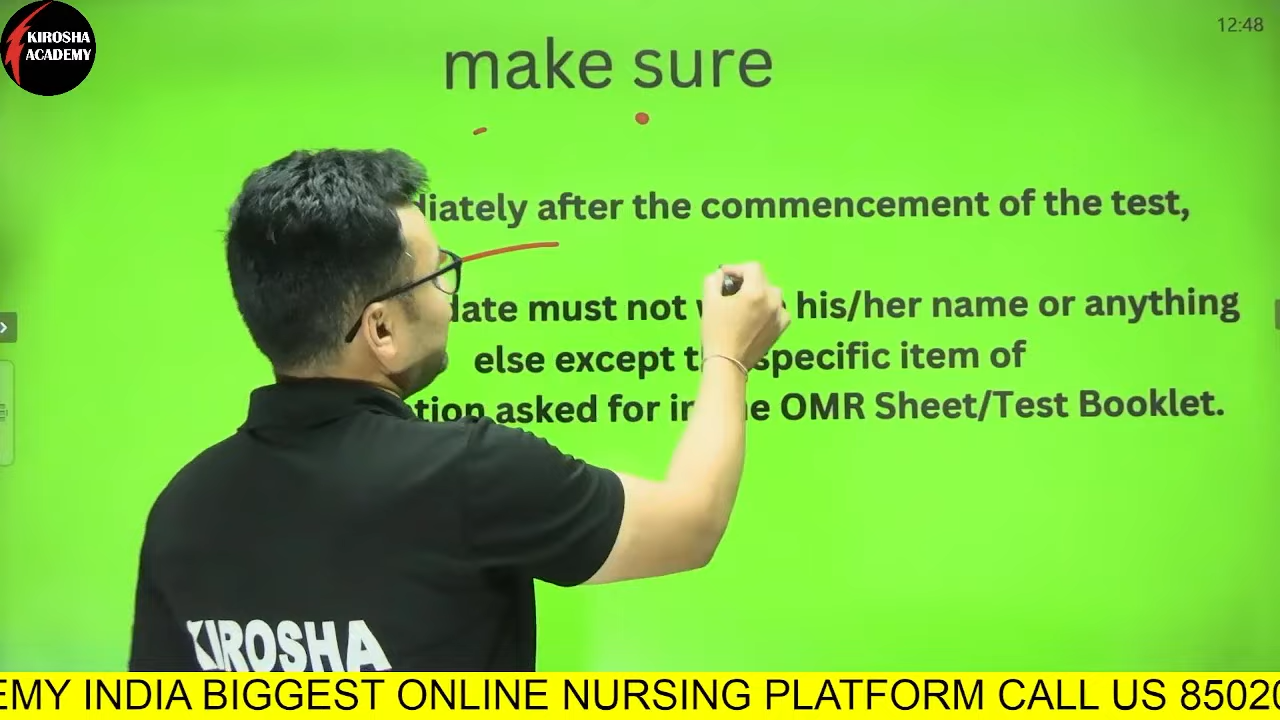 KIROSHA
ACADEMY
12:48
make sure
diately after the commencement of the test,
date must not his/her name or anything
else except specific item of
tion asked for in OMR Sheet/Test Booklet.
KIROSHA
EMY INDIA BIGGEST ONLINE NURSING PLATFORM CALL US 8502